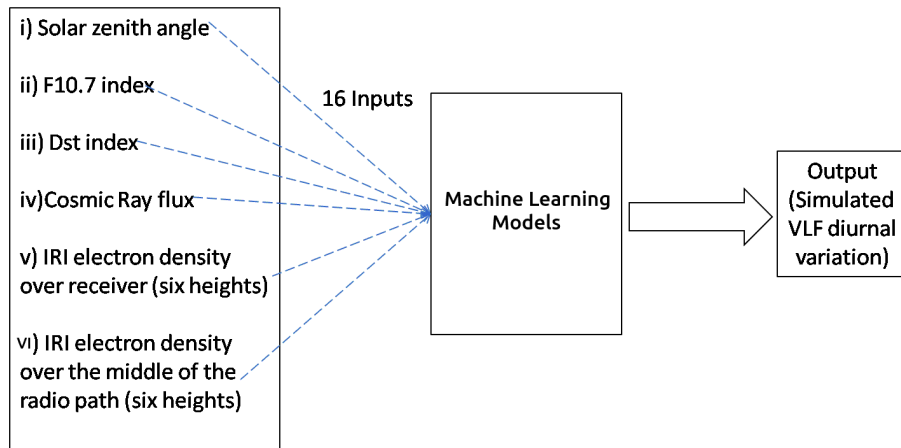 i) Solar zenith angle
ii) F10.7 index
iii) Dst index
iv)Cosmic Ray flux
v) IRI electron density
over receiver (six heights)
VI) IRI electron density
over the middle of the
radio path (six heights)
16 Inputs
Machine Learning
Models
Output
(Simulated
VLF diurnal
variation)